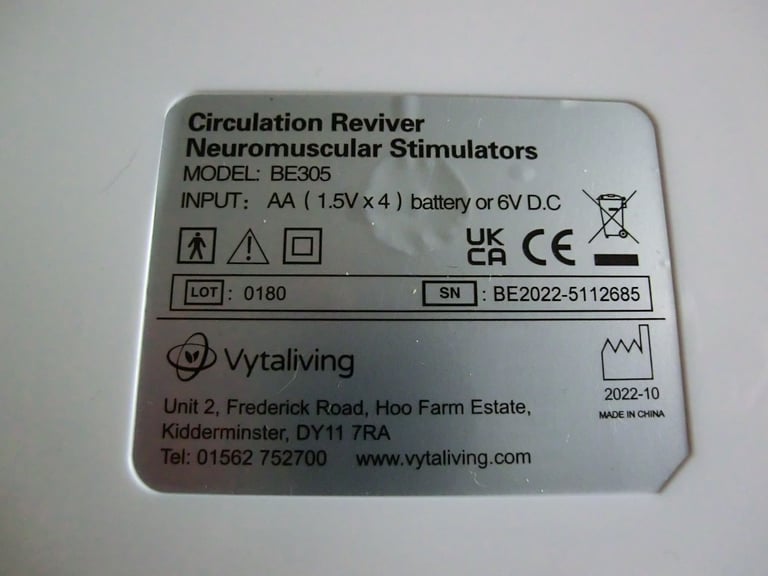 Circulation Reviver
Neuromuscular Stimulators
MODEL: BE305
INPUT: AA ( 1.5V x 4 ) battery or 6V D.C
UK
CA CE
LOT : 0180 SN : BE2022-5112685
Vytaliving
2022-10
MADE IN CHINA
Unit 2, Frederick Road, Hoo Farm Estate,
Kidderminster, DY11 7RA
Tel: 01562 752700 www.vytaliving.com